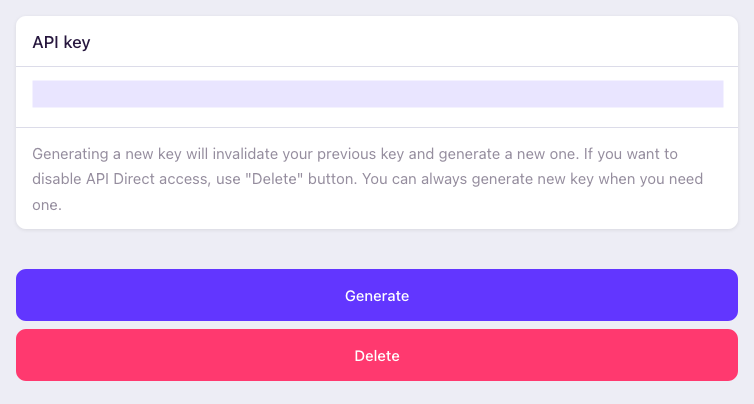 API key
Generating a new key will invalidate your previous key and generate a new one. If you want to
disable API Direct access, use "Delete" button. You can always generate new key when you need
one.
Generate
Delete